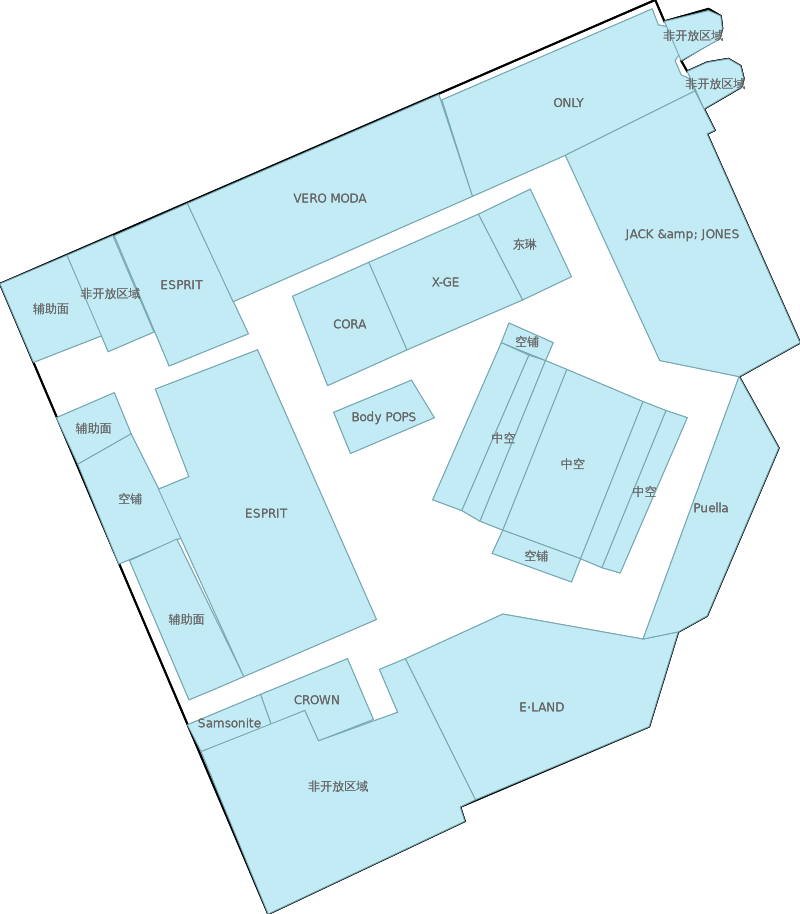 非开放区域
非开放区域
ONLY
VERO MODA
JACK &amp; JONES
东琳
X-GE
ESPRIT
非开放区域
辅助面
CORA
空铺
Body POPS
辅助面
中空
中空
中空
空铺
ESPRIT
Puella
空铺
辅助面
CROWN
Samsonite
E·LAND
非开放区域